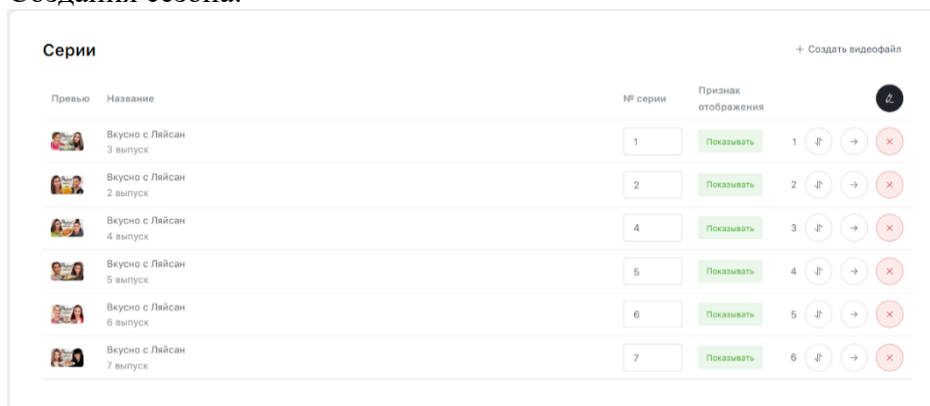 Создания сезона.
Серии
+ Создать видеофайл
Превью Название № серии Признак отображения
Вкусно с Ляйсан
3 выпуск
1 Показывать 1
Вкусно с Ляйсан
2 выпуск
2 Показывать 2
Вкусно с Ляйсан
4 выпуск
4 Показывать 3
Вкусно с Ляйсан
5 выпуск
5 Показывать 4
Вкусно с Ляйсан
6 выпуск
6 Показывать 5
Вкусно с Ляйсан
7 выпуск
7 Показывать 6